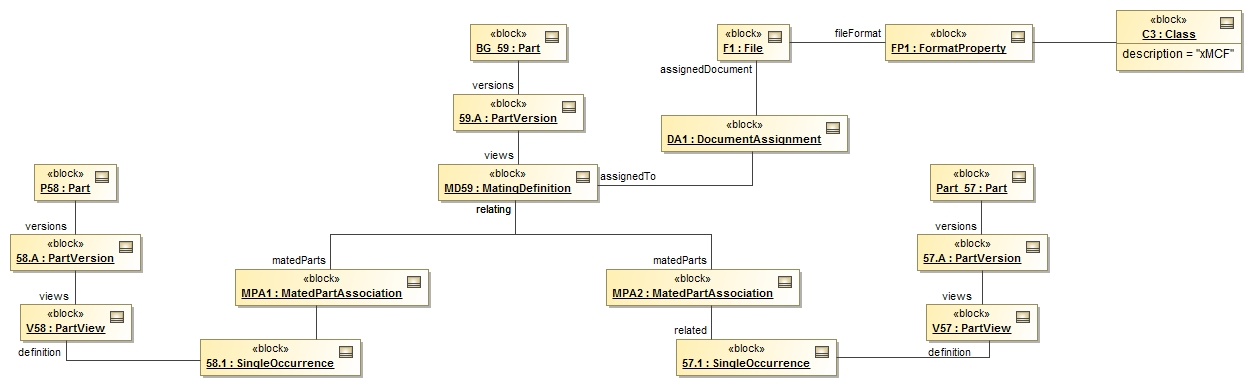 «block»
BG_59 : Part
«block»
F1 : File
fileFormat
«block»
FP1 : FormatProperty
«block»
C3 : Class
description = "xMCF"
versions
assignedDocument
«block»
59.A : PartVersion
«block»
DA1 : DocumentAssignment
views
«block»
MD59 : MatingDefinition
assignedTo
relating
«block»
P58 : Part
«block»
Part_57 : Part
versions
versions
«block»
58.A : PartVersion
«block»
57.A : PartVersion
matedParts
matedParts
«block»
MPA1 : MatedPartAssociation
«block»
MPA2 : MatedPartAssociation
views
views
«block»
V58 : PartView
«block»
V57 : PartView
related
definition
«block»
58.1 : SingleOccurrence
«block»
57.1 : SingleOccurrence
definition